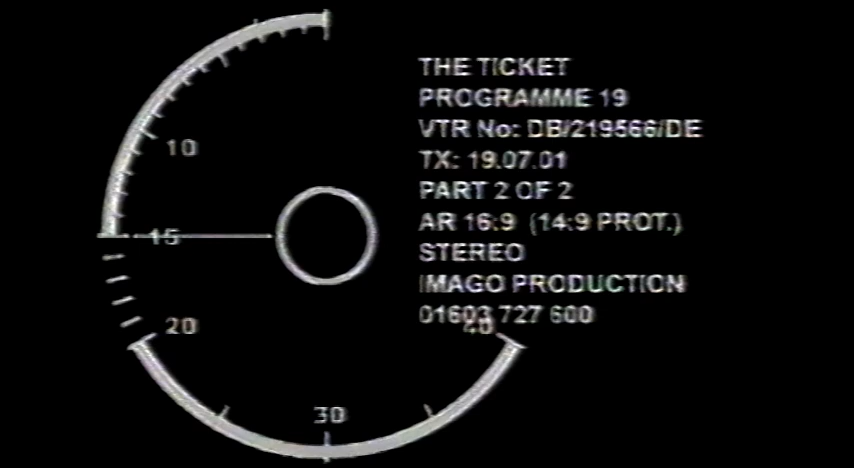 THE TICKET
PROGRAMME 19
VTR No: DB/219566/DE
TX: 19.07.01
PART 2 OF 2
AR 16:9 (14:9 PROT.)
STEREO
IMAGO PRODUCTION
01603 727 600
10
15
20
30
40